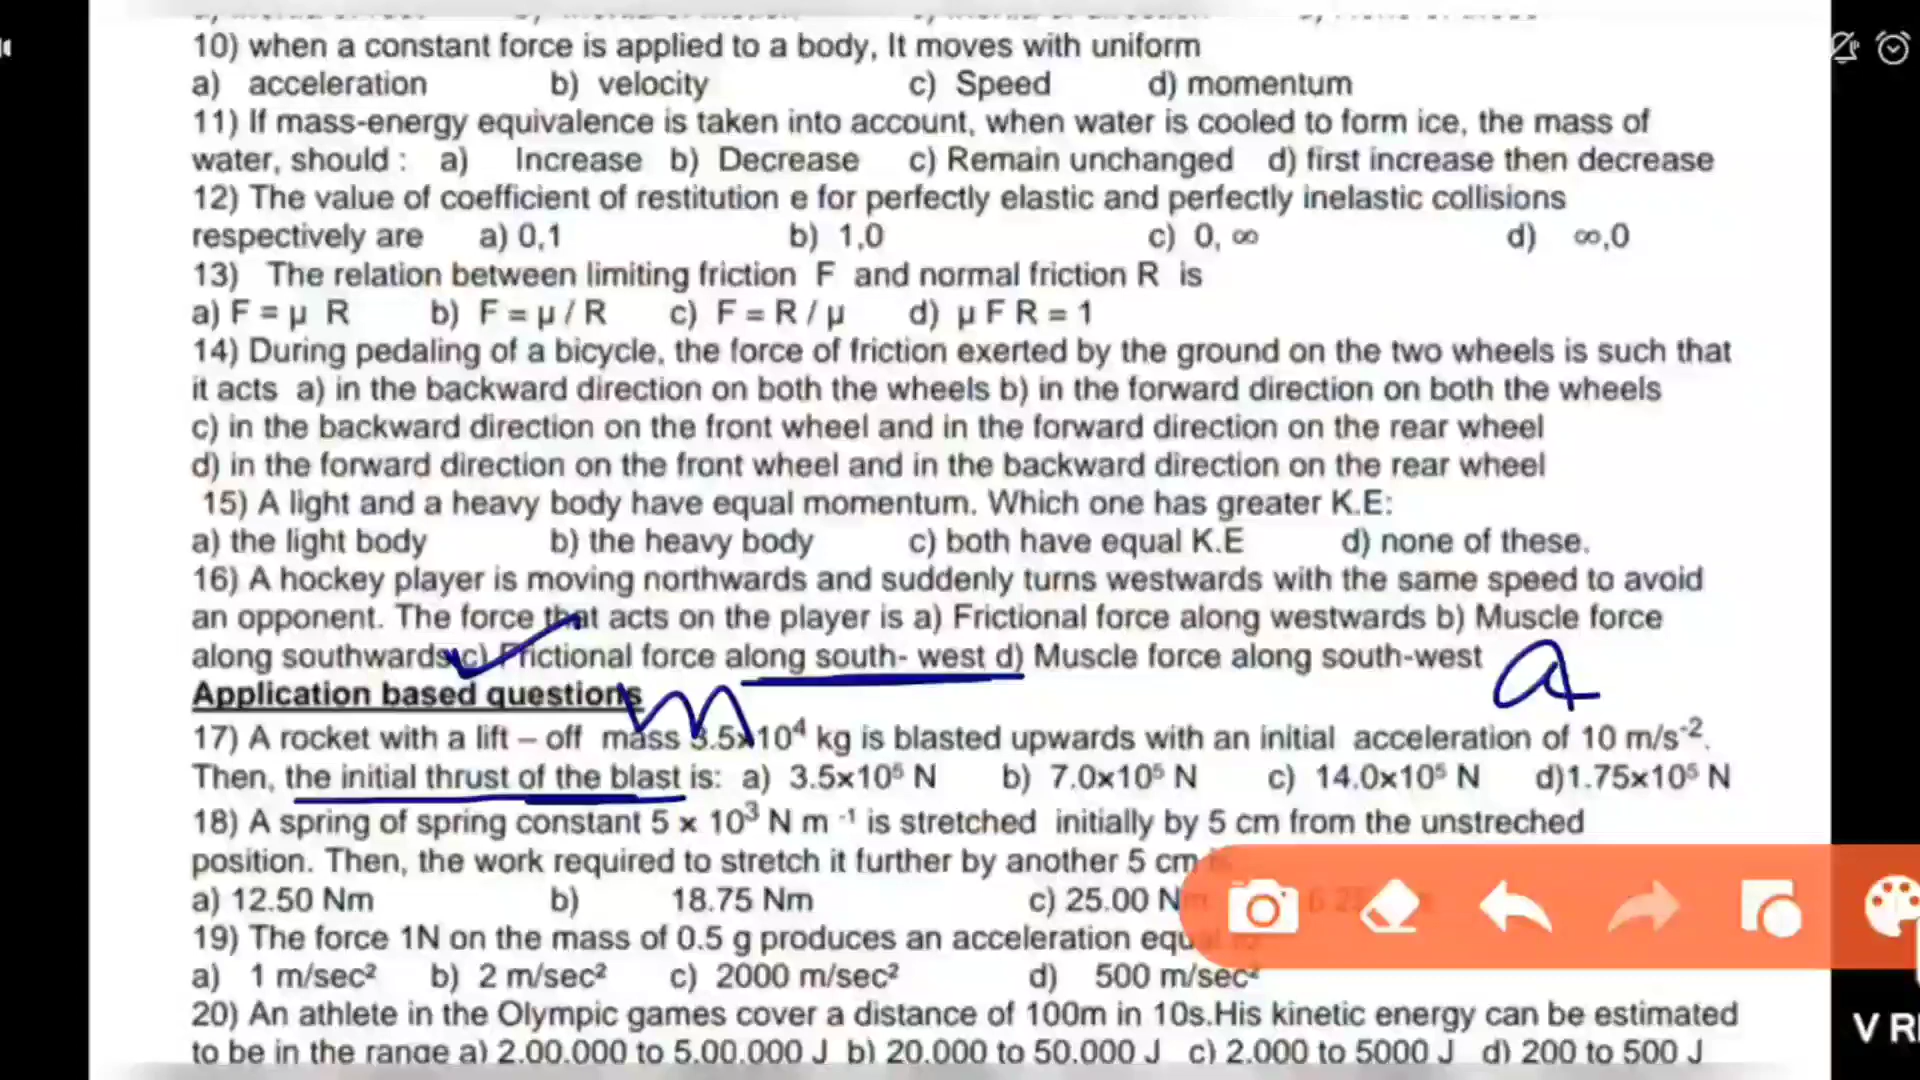 10) when a constant force is applied to a body, It moves with uniform
a) acceleration b) velocity c) Speed d) momentum
11) If mass-energy equivalence is taken into account, when water is cooled to form ice, the mass of
water, should : a) Increase b) Decrease c) Remain unchanged d) first increase then decrease
12) The value of coefficient of restitution e for perfectly elastic and perfectly inelastic collisions
respectively are a) 0,1 b) 1,0 c) 0, ∞ d) ∞,0
13) The relation between limiting friction F and normal friction R is
a) F = μ R b) F = μ / R c) F = R / μ d) μ F R = 1
14) During pedaling of a bicycle, the force of friction exerted by the ground on the two wheels is such that
it acts a) in the backward direction on both the wheels b) in the forward direction on both the wheels
c) in the backward direction on the front wheel and in the forward direction on the rear wheel
d) in the forward direction on the front wheel and in the backward direction on the rear wheel
15) A light and a heavy body have equal momentum. Which one has greater K.E:
a) the light body b) the heavy body c) both have equal K.E d) none of these.
16) A hockey player is moving northwards and suddenly turns westwards with the same speed to avoid
an opponent. The force that acts on the player is a) Frictional force along westwards b) Muscle force
along southwards c) Frictional force along south- west d) Muscle force along south-west
a
Application based questions
m
17) A rocket with a lift – off mass 3.5x10⁴ kg is blasted upwards with an initial acceleration of 10 m/s⁻².
Then, the initial thrust of the blast is: a) 3.5x10⁵ N b) 7.0x10⁵ N c) 14.0x10⁵ N d)1.75x10⁵ N
18) A spring of spring constant 5 x 10³ N m ⁻¹ is stretched initially by 5 cm from the unstreched
position. Then, the work required to stretch it further by another 5 cm
a) 12.50 Nm b) 18.75 Nm c) 25.00 N
19) The force 1N on the mass of 0.5 g produces an acceleration equ
a) 1 m/sec² b) 2 m/sec² c) 2000 m/sec² d) 500 m/sec²
20) An athlete in the Olympic games cover a distance of 100m in 10s.His kinetic energy can be estimated
to be in the range a) 2,00,000 to 5,00,000 J b) 20,000 to 50,000 J c) 2,000 to 5000 J d) 200 to 500 J
V R